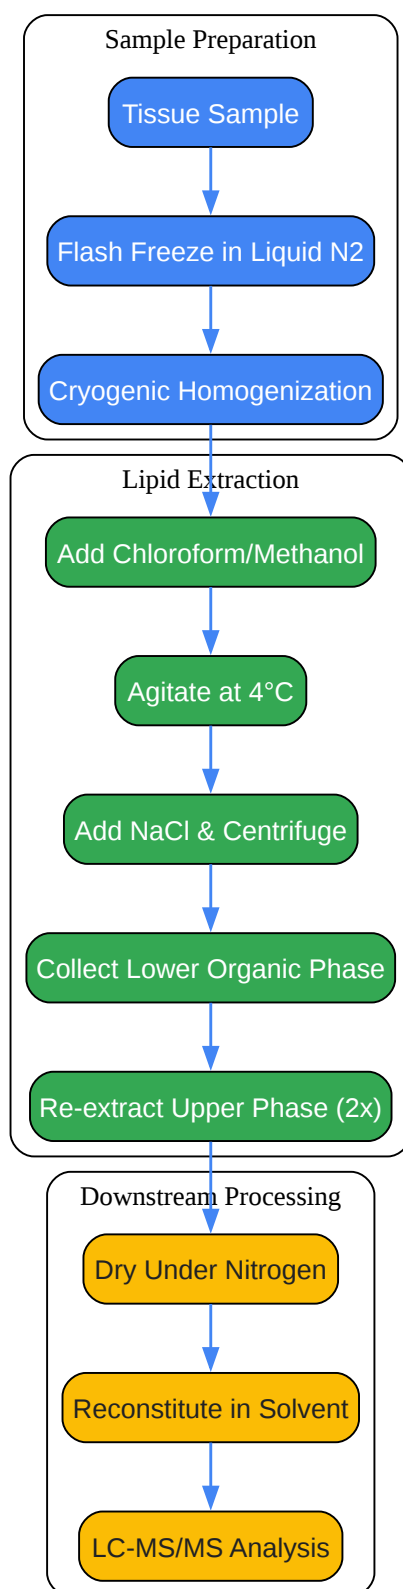 Sample Preparation
Tissue Sample
Flash Freeze in Liquid N2
Cryogenic Homogenization
Lipid Extraction
Add Chloroform/Methanol
Agitate at 4°C
Add NaCl & Centrifuge
Collect Lower Organic Phase
Re-extract Upper Phase (2x)
Downstream Processing
Dry Under Nitrogen
Reconstitute in Solvent
LC-MS/MS Analysis